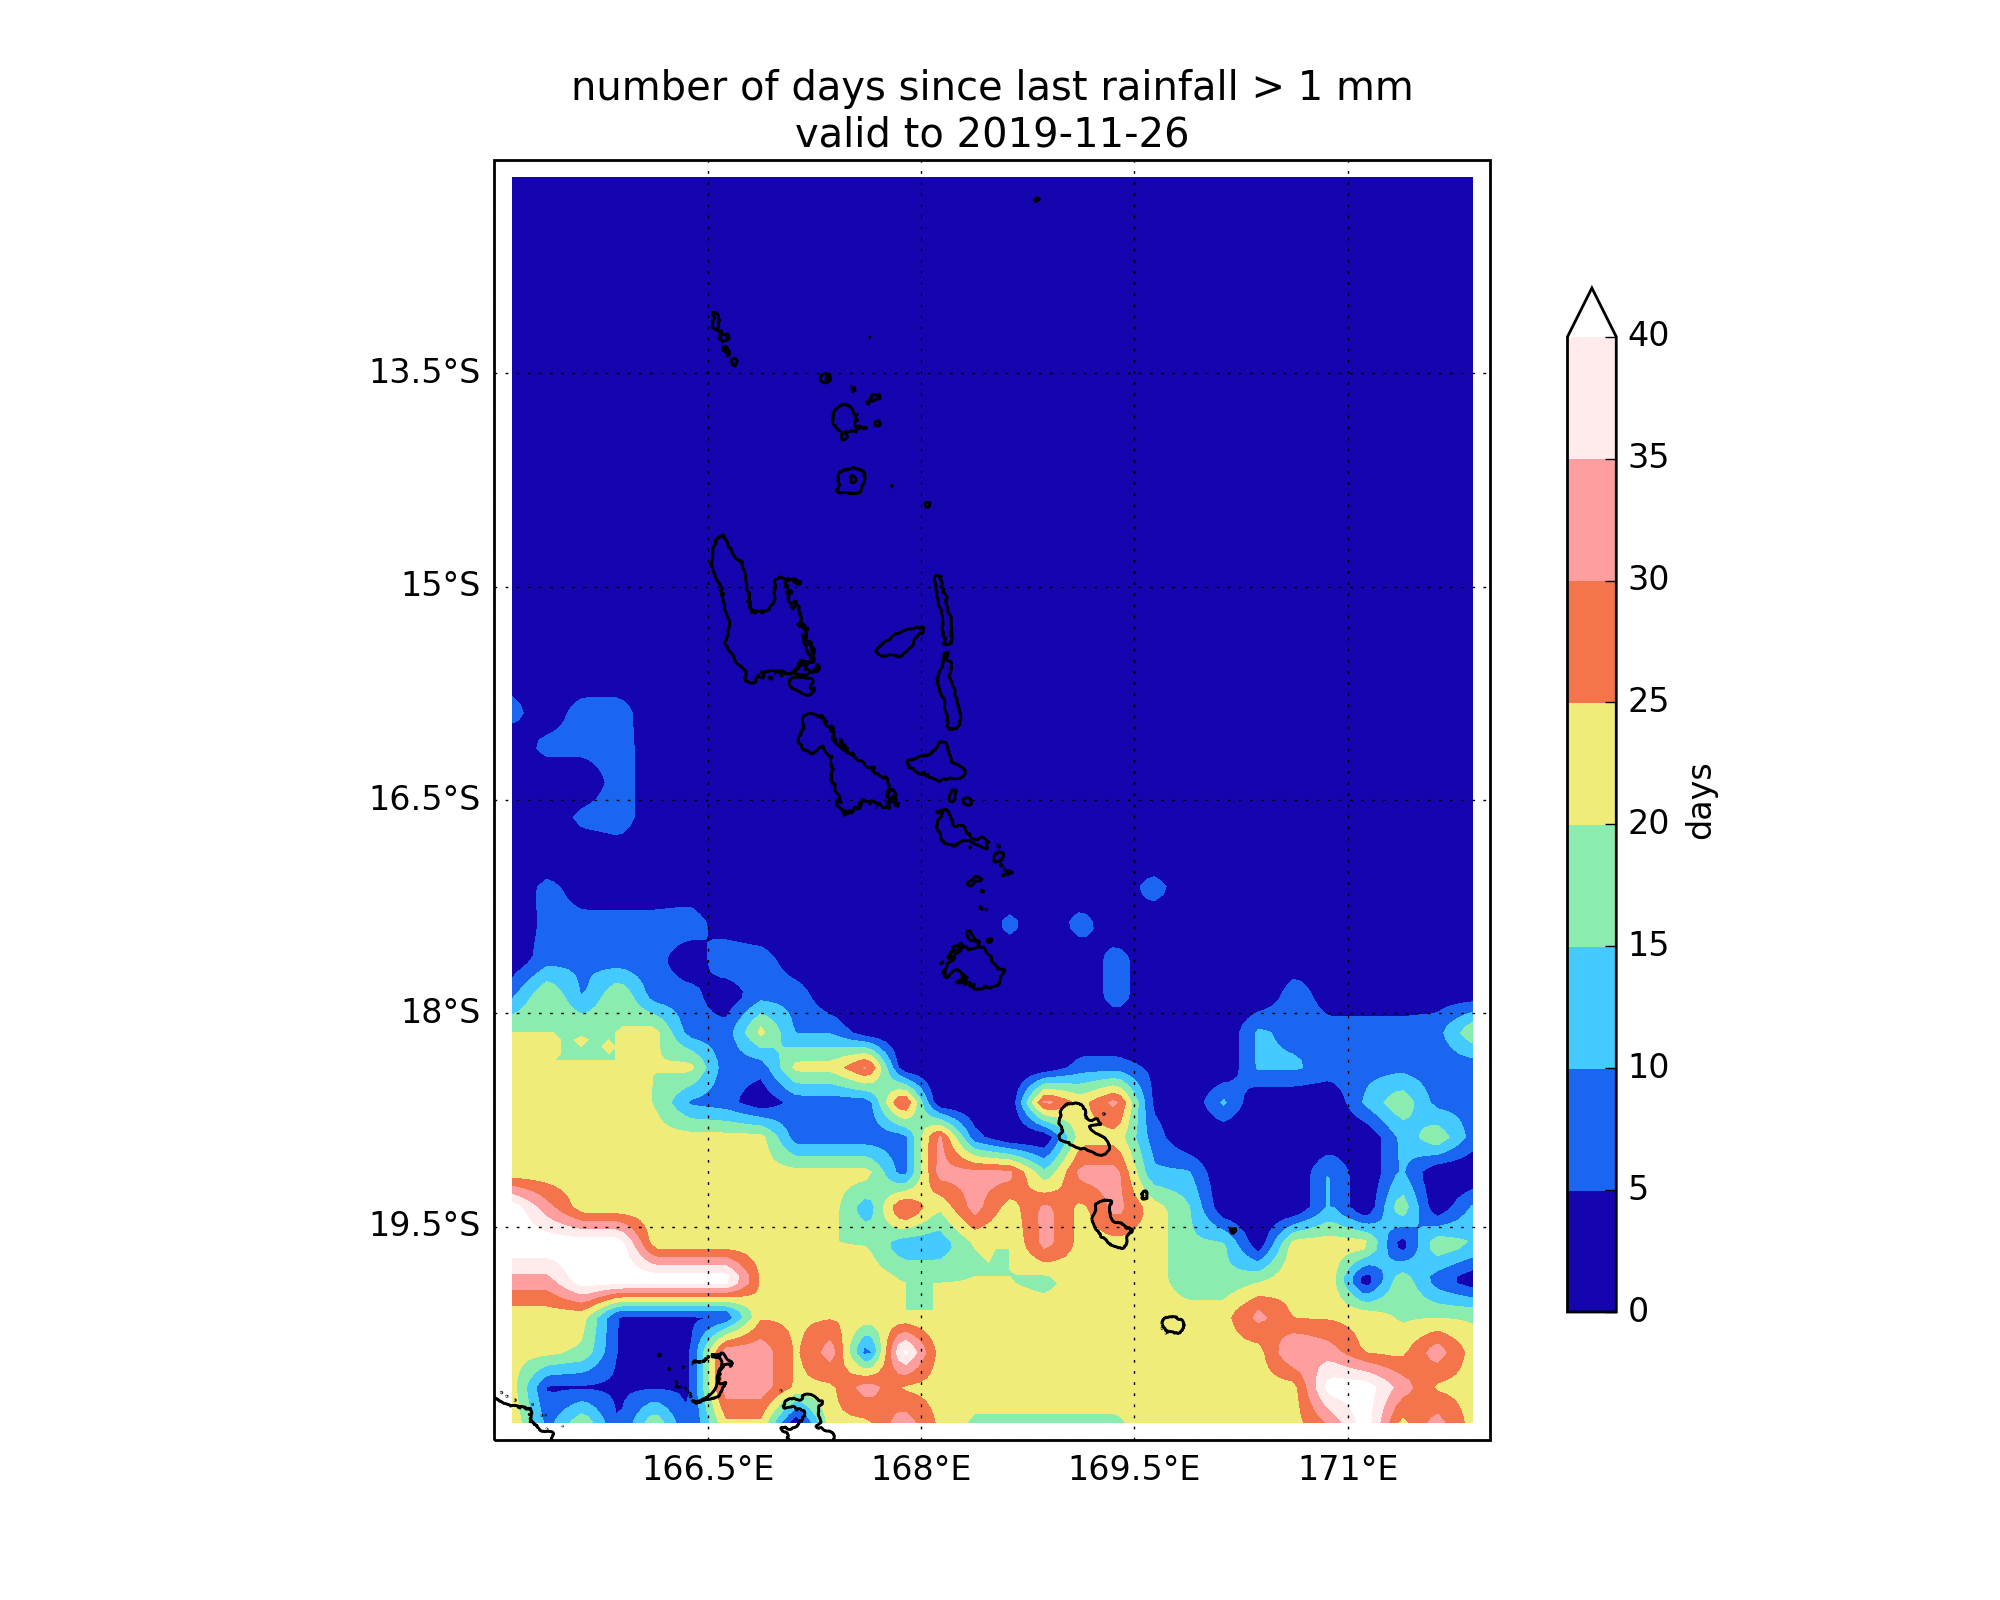 number of days since last rainfall > 1 mm
valid to 2019-11-26
40
13.5°S
35
30
15°S
25
days
16.5°S
20
15
18°S
10
5
19.5°S
0
166.5°E
168°E
169.5°E
171°E